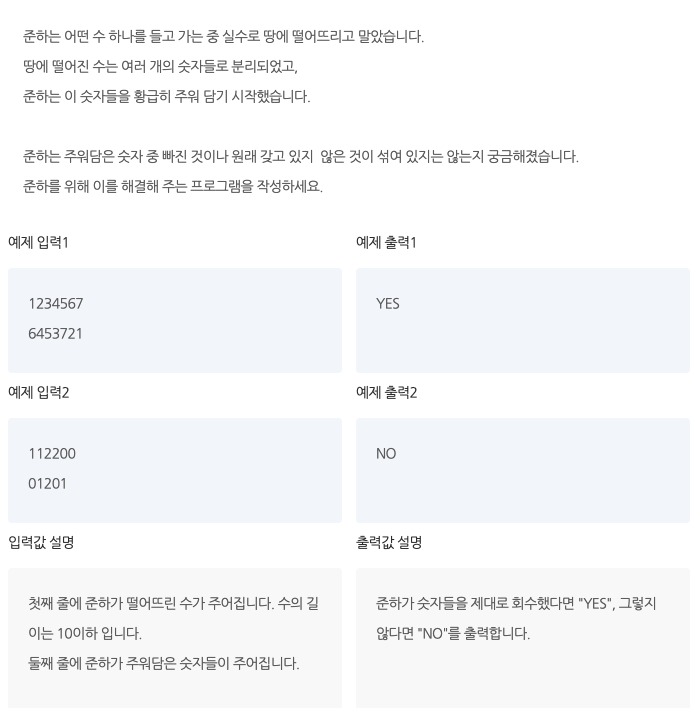 준하는 어떤 수 하나를 들고 가는 중 실수로 땅에 떨어뜨리고 말았습니다.
땅에 떨어진 수는 여러 개의 숫자들로 분리되었고,
준하는 이 숫자들을 황급히 주워 담기 시작했습니다.
준하는 주워담은 숫자 중 빠진 것이나 원래 갖고 있지 않은 것이 섞여 있지는 않는지 궁금해졌습니다.
준하를 위해 이를 해결해 주는 프로그램을 작성하세요.
예제 입력1
1234567
6453721
예제 출력1
YES
예제 입력2
112200
01201
예제 출력2
NO
입력값 설명
첫째 줄에 준하가 떨어뜨린 수가 주어집니다. 수의 길
이는 10이하 입니다.
둘째 줄에 준하가 주워담은 숫자들이 주어집니다.
출력값 설명
준하가 숫자들을 제대로 회수했다면 "YES", 그렇지
않다면 "NO"를 출력합니다.